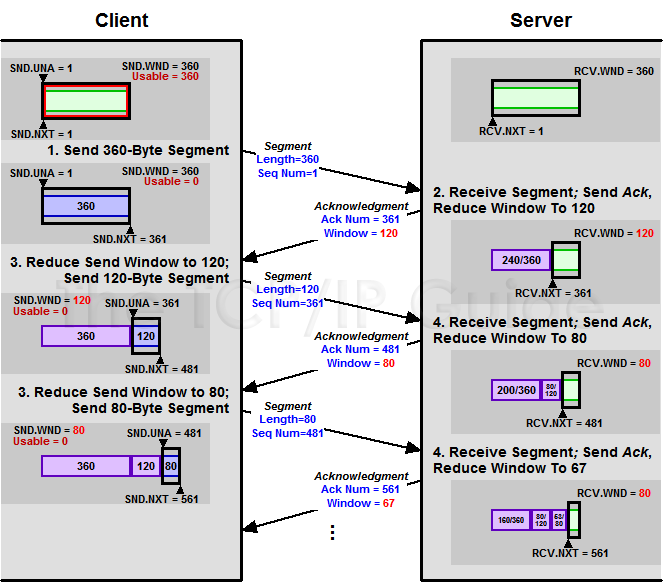 Client
Server
SND.UNA = 1
SND.WND = 360
Usable = 360
SND.NXT = 1
RCV.WND = 360
RCV.NXT = 1
1. Send 360-Byte Segment
Segment
Length=360
Seq Num=1
SND.UNA = 1
SND.WND = 360
Usable = 0
360
SND.NXT = 361
2. Receive Segment; Send Ack,
Reduce Window To 120
Acknowledgment
Ack Num = 361
Window = 120
RCV.WND = 120
240/360
RCV.NXT = 361
3. Reduce Send Window to 120;
Send 120-Byte Segment
Segment
Length=120
Seq Num=361
SND.WND = 120
Usable = 0
SND.UNA = 361
360
120
SND.NXT = 481
The TCP/IP Guide
4. Receive Segment; Send Ack,
Reduce Window To 80
Acknowledgment
Ack Num = 481
Window = 80
RCV.WND = 80
200/360
80/
120
RCV.NXT = 481
3. Reduce Send Window to 80;
Send 80-Byte Segment
Segment
Length=80
Seq Num=481
SND.WND = 80
Usable = 0
SND.UNA = 481
360
120
80
SND.NXT = 561
4. Receive Segment; Send Ack,
Reduce Window To 67
Acknowledgment
Ack Num = 561
Window = 67
RCV.WND = 80
160/360
80/
120
53/
80
RCV.NXT = 561